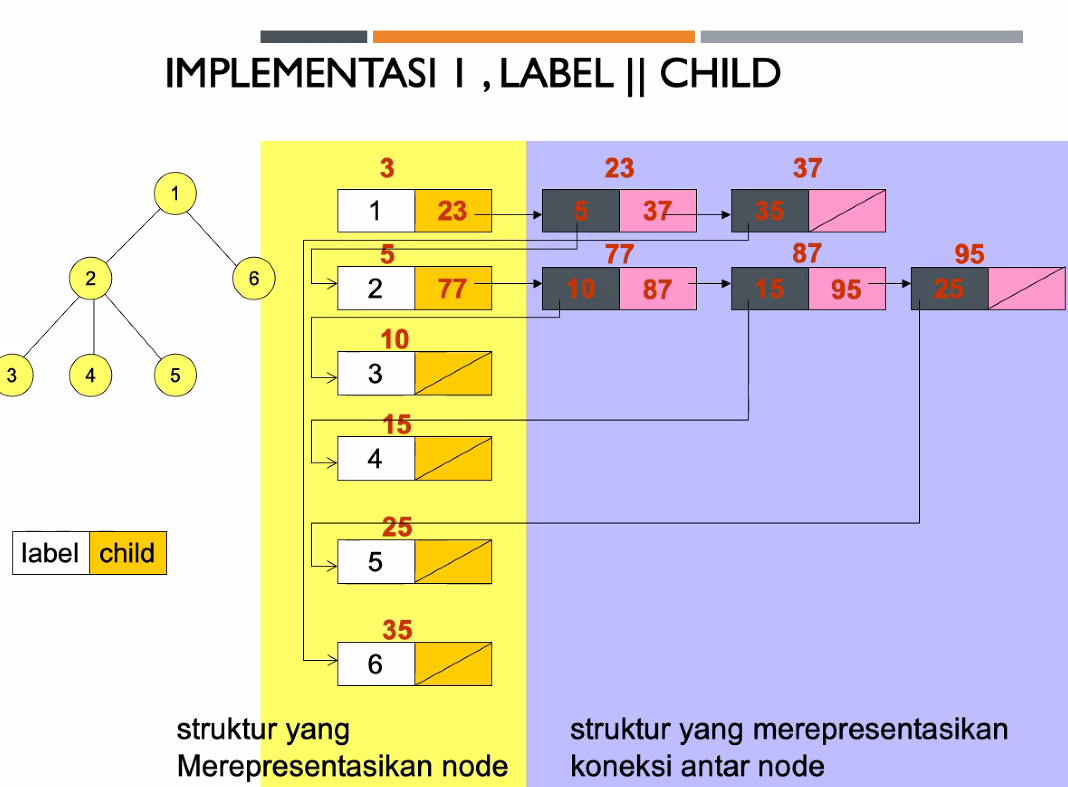 IMPLEMENTASI 1 , LABEL || CHILD
3 23 37
1 1 23 5 37 35
5 77 87 95
2 6 2 77 10 87 15 95 25
10
3 4 5 3
15
4
25
label child 5
35
6
struktur yang
Merepresentasikan node
struktur yang merepresentasikan
koneksi antar node